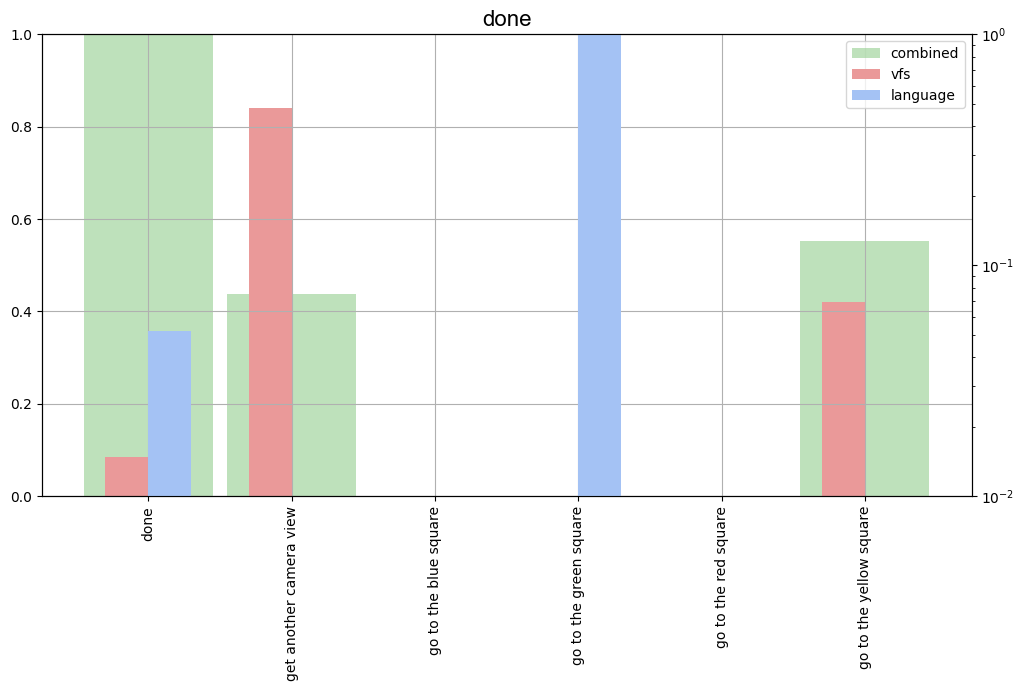 done
1.0
0.8
0.6
0.4
0.2
0.0
10⁰
10⁻¹
10⁻²
combined
vfs
language
done
get another camera view
go to the blue square
go to the green square
go to the red square
go to the yellow square